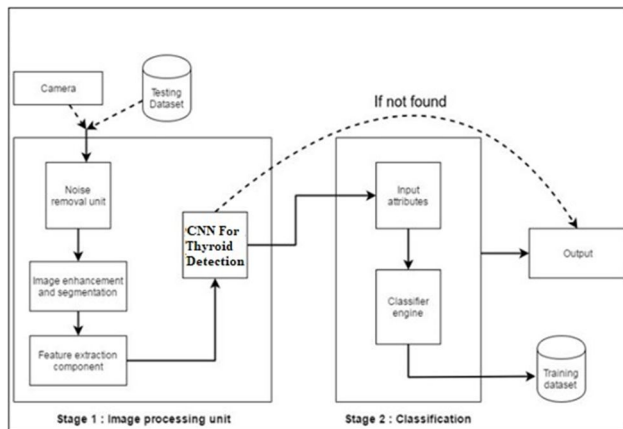 Camera
Testing
Dataset
If not found
Noise
removal unit
CNN For
Thyroid
Detection
Input
attributes
Output
Image enhancement
and segmentation
Classifier
engine
Feature extraction
component
Training
dataset
Stage 1 : Image processing unit
Stage 2 : Classification